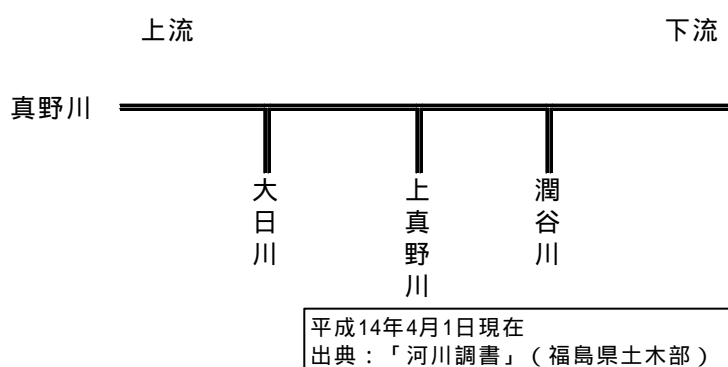 上流
下流
真野川
大日川
上真野川
潤谷川
平成14年4月1日現在
出典：「河川調書」（福島県土木部）